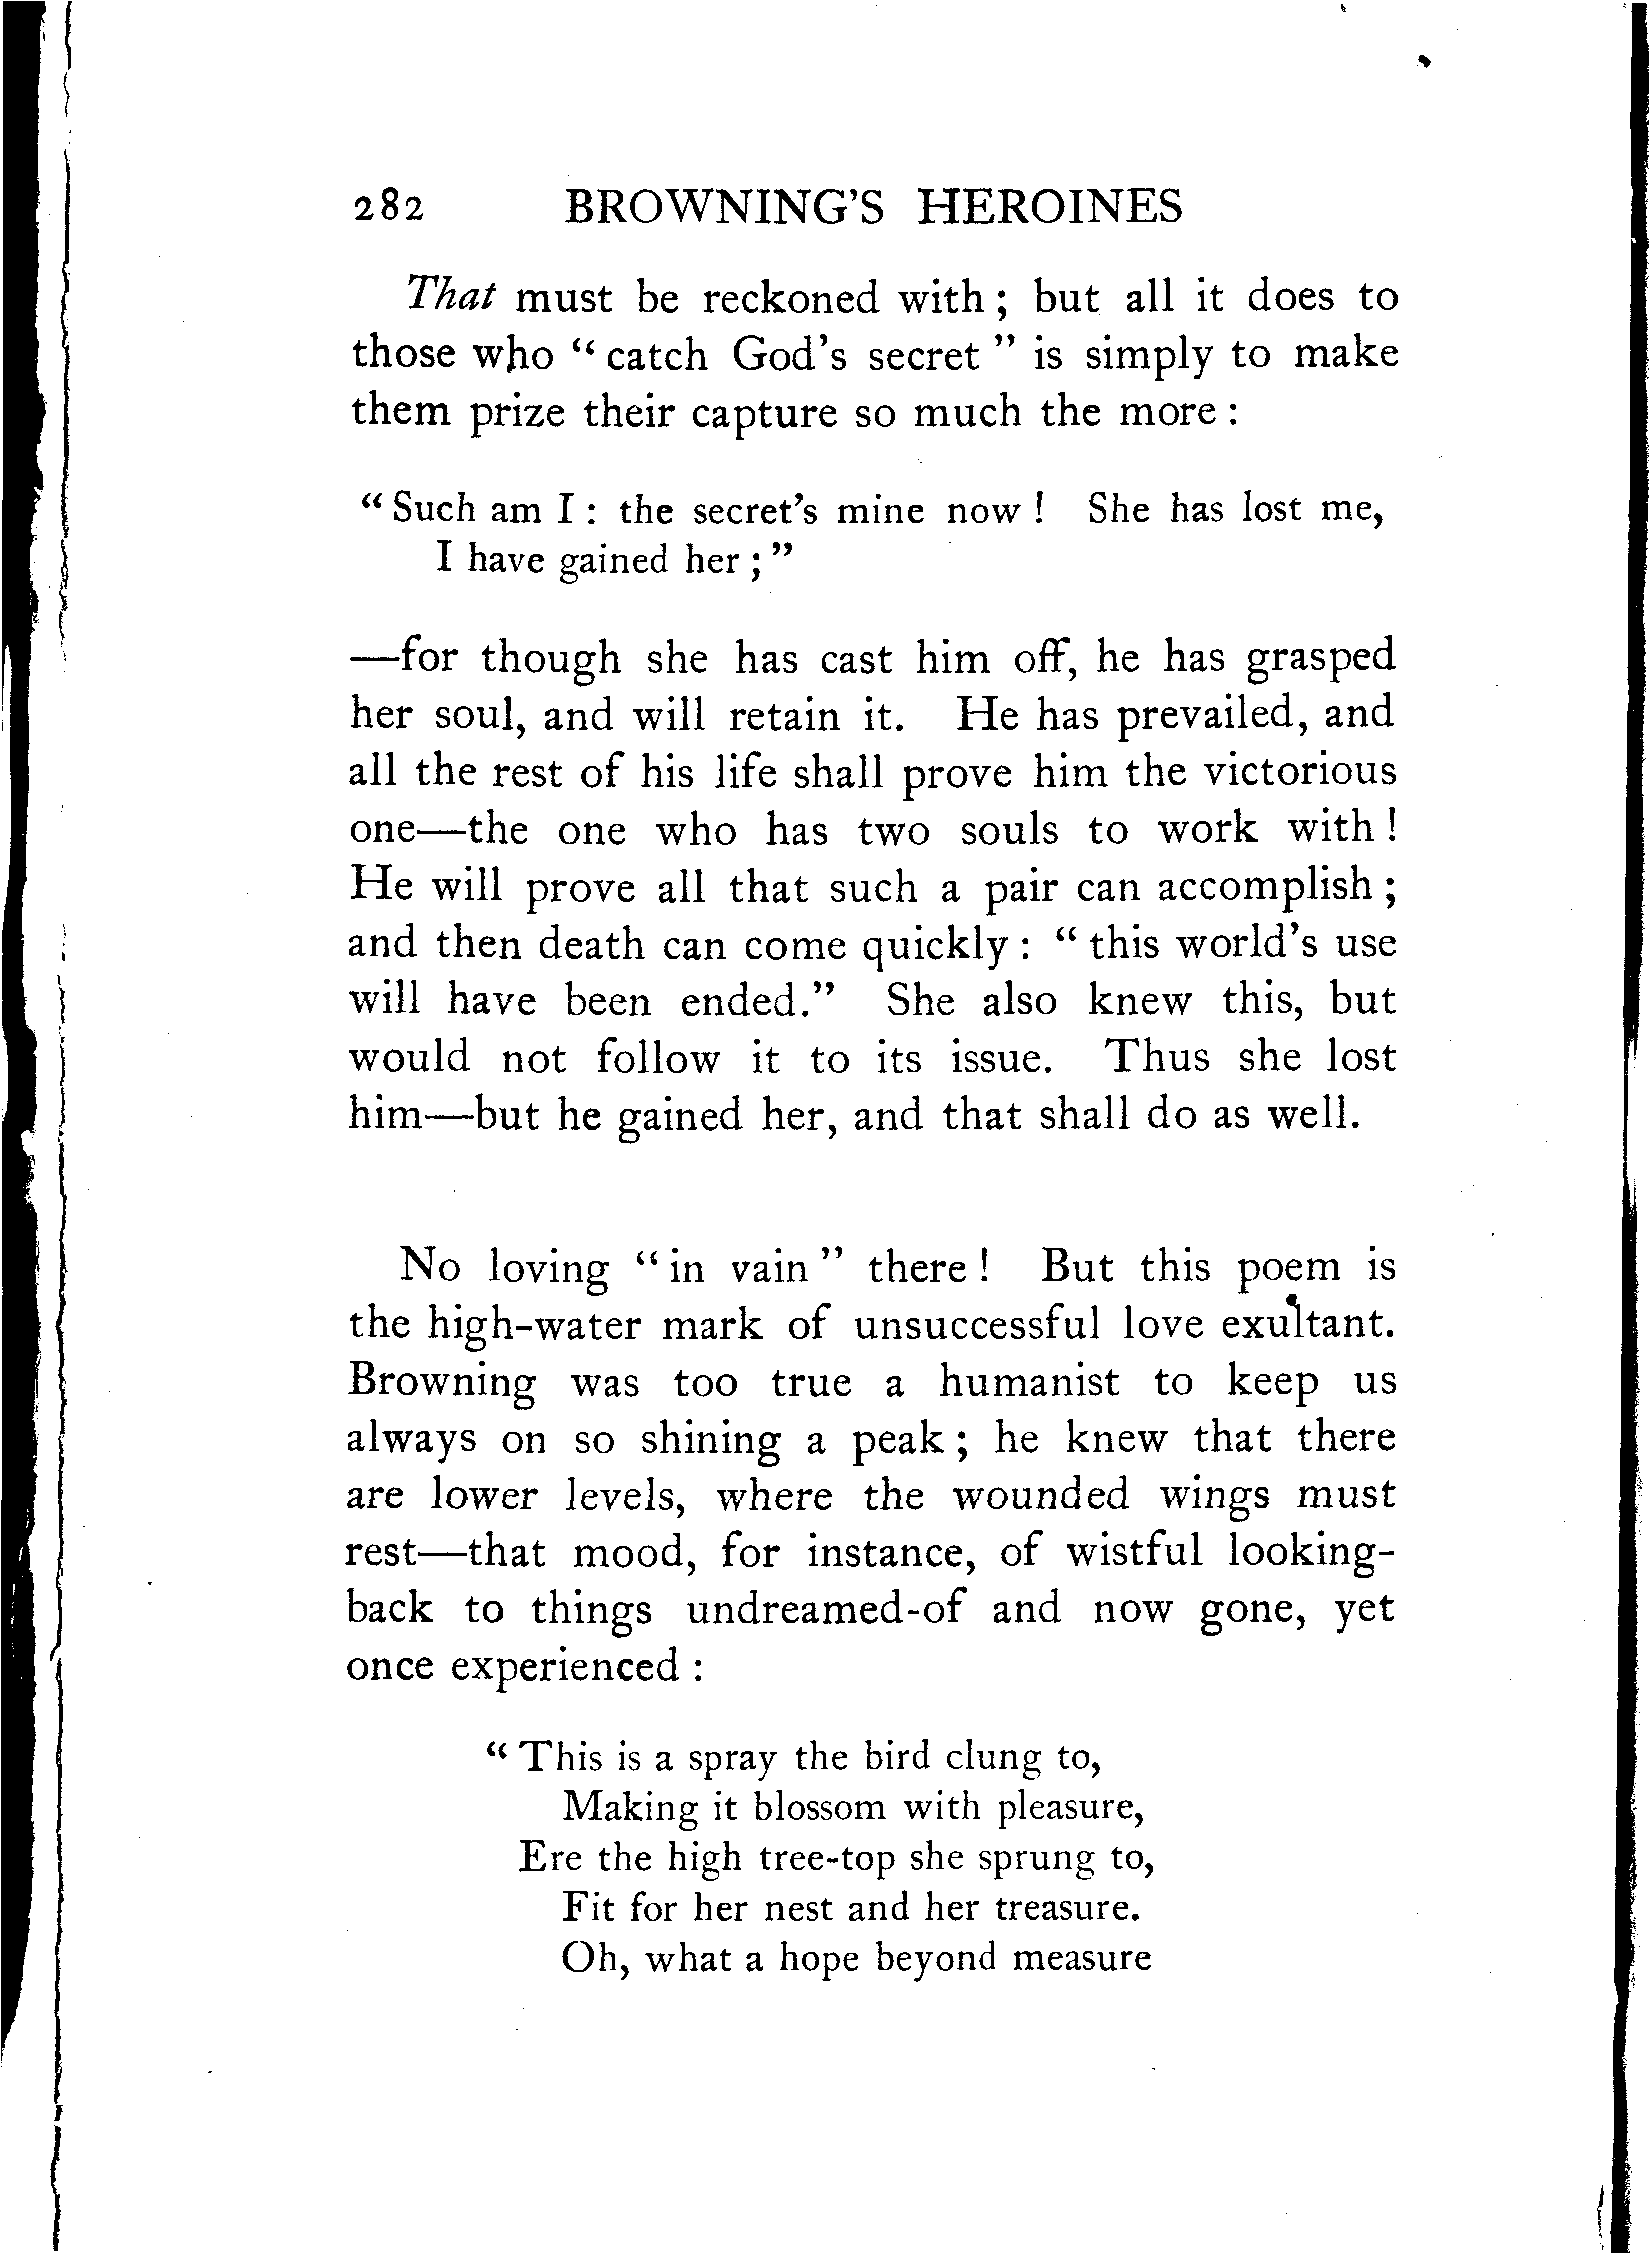 282 BROWNING'S HEROINES
That must be reckoned with ; but all it does to
those who " catch God's secret " is simply to make
them prize their capture so much the more :
" Such am I : the secret's mine now ! She has lost me,
I have gained her ; "
—for though she has cast him off, he has grasped
her soul, and will retain it. He has prevailed, and
all the rest of his life shall prove him the victorious
one—the one who has two souls to work with !
He will prove all that such a pair can accomplish ;
and then death can come quickly : " this world's use
will have been ended." She also knew this, but
would not follow it to its issue. Thus she lost
him—but he gained her, and that shall do as well.
No loving " in vain " there ! But this poem is
the high-water mark of unsuccessful love exultant.
Browning was too true a humanist to keep us
always on so shining a peak ; he knew that there
are lower levels, where the wounded wings must
rest—that mood, for instance, of wistful looking-
back to things undreamed-of and now gone, yet
once experienced :
" This is a spray the bird clung to,
Making it blossom with pleasure,
Ere the high tree-top she sprung to,
Fit for her nest and her treasure.
Oh, what a hope beyond measure